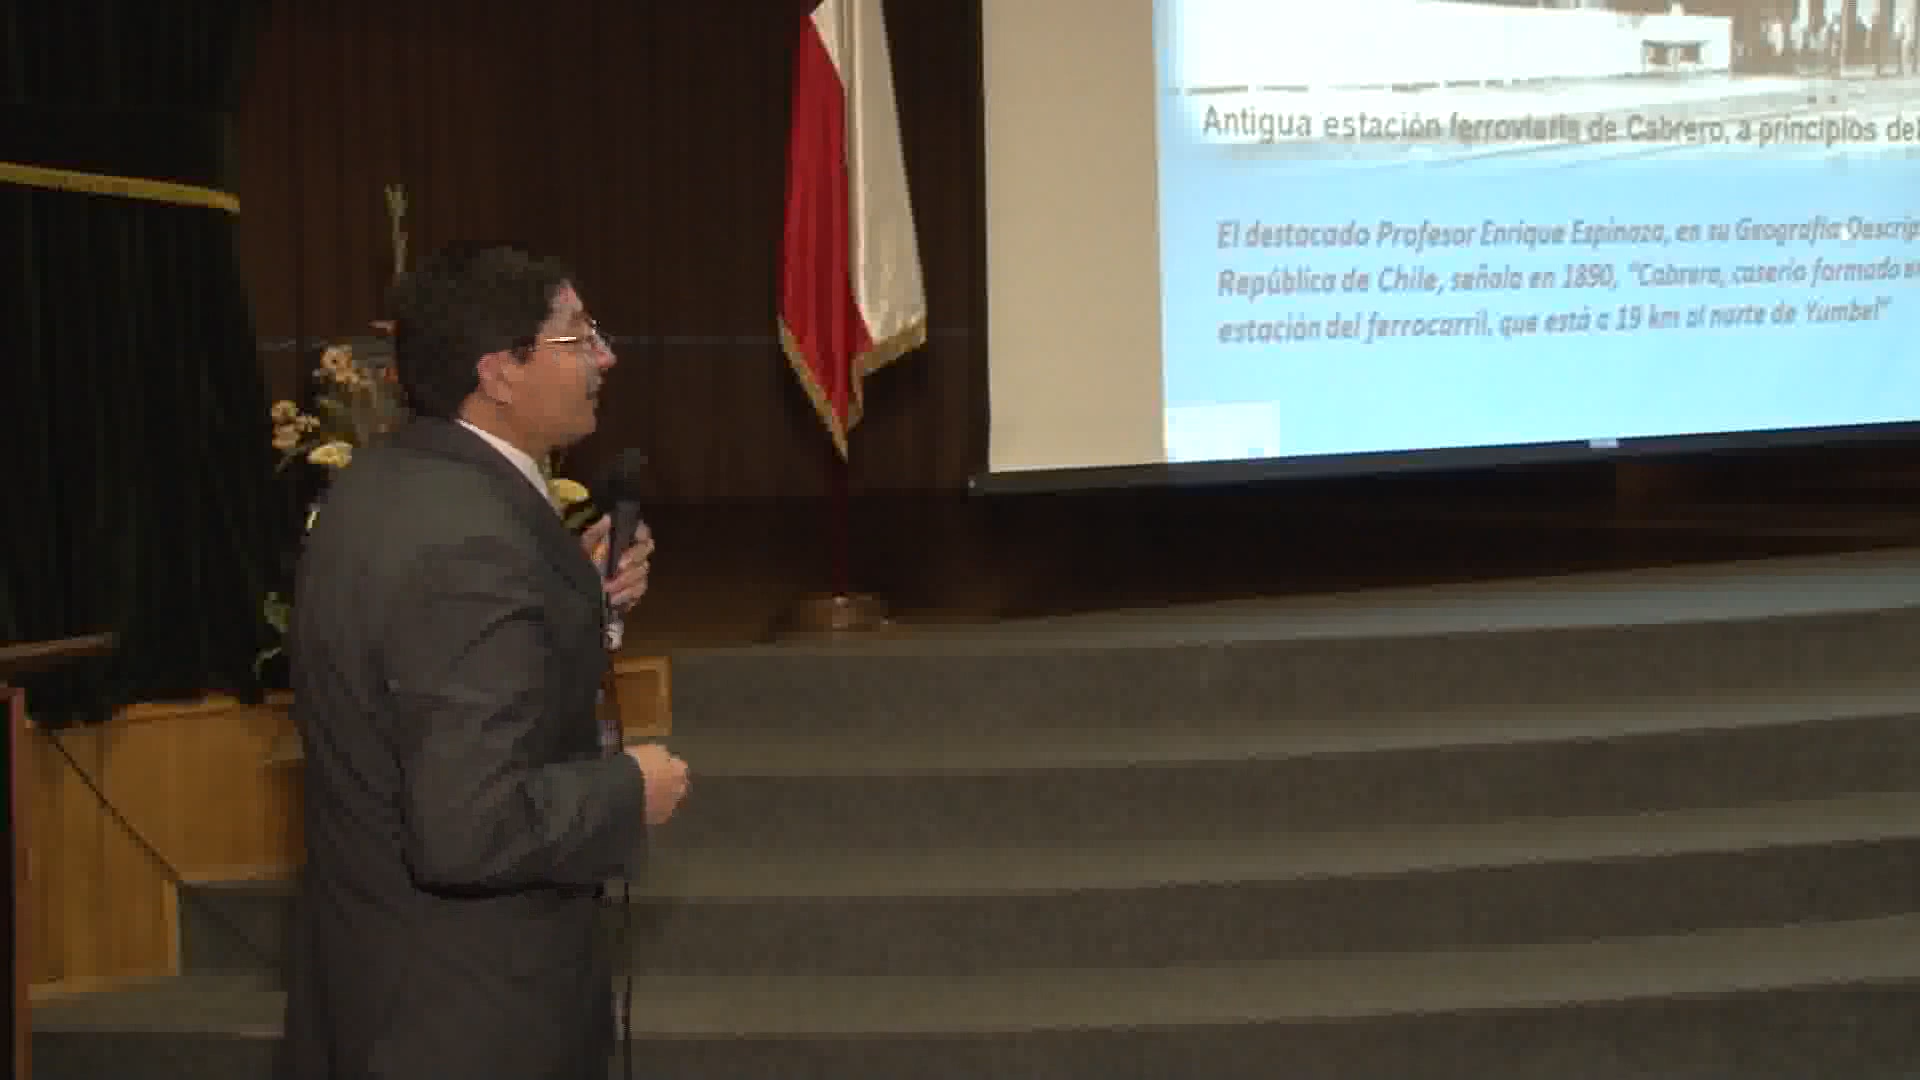 Antigua estación ferroviaria de Cabrero, a principios del
El destacado Profesor Enrique Espinoza, en su Geografía Descrip
República de Chile, señala en 1890, "Cabrero, caserío formado en
estación del ferrocarril, que está a 19 km al norte de Yumbel"